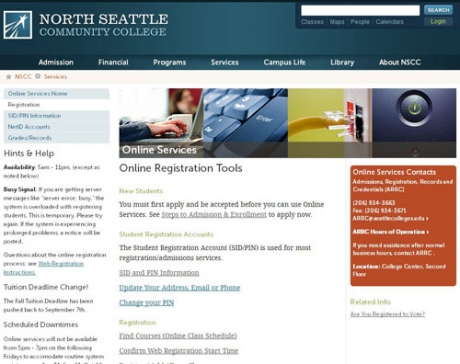 NORTH SEATTLE
COMMUNITY COLLEGE
SEARCH
Classes Maps People Calendars
Login
Admission Financial Programs Services Campus Life Library About NSCC
NSCC Services
Online Services Home
Registration
SID/PIN Information
NetID Accounts
Grades/Records
Hints & Help
Availability: 5am - 11pm, (except as
noted below)
Busy Signal: If you are getting server
messages like "server error: busy," the
system is overloaded with registering
students. This is temporary. Please try
again. If the system is experiencing
prolonged problems, a notice will be
posted.
Questions about the online registration
process: see Web Registration
Instructions.
Tuition Deadline Change!
The Fall Tuition Deadline has been
pushed back to September 7th.
Scheduled Downtimes
Online services will not be available
from 5pm - 7pm on the following
Fridays to accomodate routine system
Online Services
Online Registration Tools
New Students
You must first apply and be accepted before you can use Online
Services. See Steps to Admission & Enrollment to apply now.
Student Registration Accounts
The Student Registration Account (SID/PIN) is used for most
registration/admissions services.
SID and PIN Information
Update Your Address, Email or Phone
Change your PIN
Registration
Find Courses (Online Class Schedule)
Confirm Web Registration Start Time
Online Services Contacts
Admissions, Registration, Records and
Credentials (ARRC)
(206) 934-3663
Fax: (206) 934-3671
ARRC@seattlecolleges.edu
ARRC Hours of Operation
If you need assistance after normal
business hours, contact ARRC.
Location: College Center, Second
Floor
Related Info
Are You Registered to Vote?